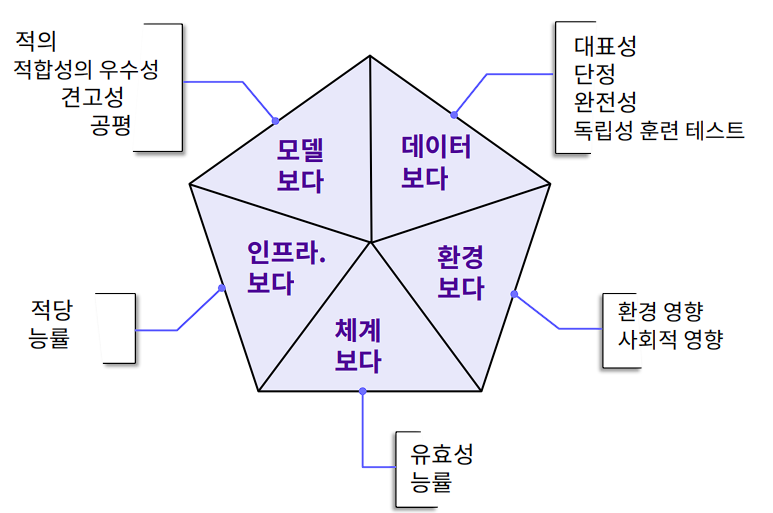 적의
적합성의 우수성
견고성
공평
대표성
단정
완전성
독립성 훈련 테스트
모델
보다
데이터
보다
인프라.
보다
환경
보다
체계
보다
적당
능률
환경 영향
사회적 영향
유효성
능률